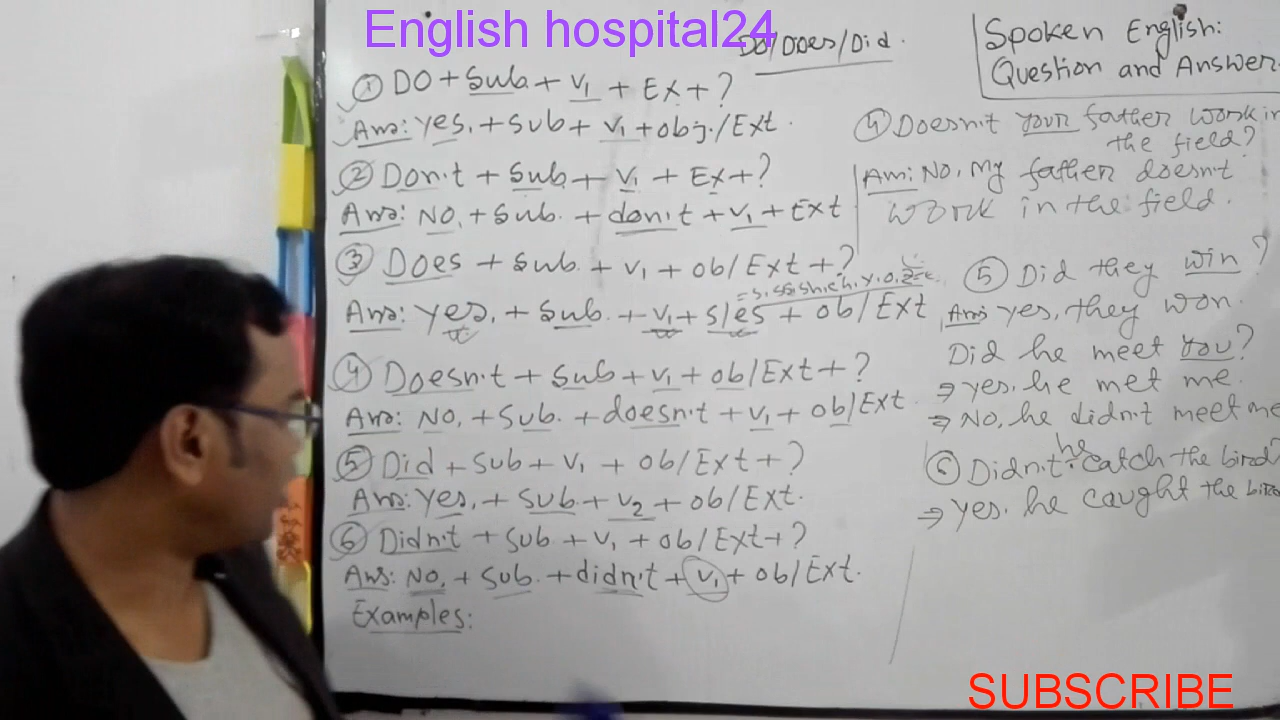 English hospital24
Do/Does/Did.
Spoken English:
Question and Answer
① Do + Sub + V1 + Ex + ?
Ans: Yes, + Sub + V1 + obj./Ext.
② Don't + Sub + V1 + Ex + ?
Ans: NO, + Sub. + don't + V1 + Ext
③ Does + Sub + V1 + ob/Ext + ?
= s, ss, sh, ch, x, o, z
Ans: Yes, + Sub. + V1 + s/es + ob/Ext
④ Doesn't + Sub + V1 + ob/Ext + ?
Ans: No, + Sub. + doesn't + V1 + ob/Ext
⑤ Did + Sub + V1 + ob/Ext + ?
Ans: Yes, + Sub + V2 + ob/Ext.
⑥ Didn't + Sub + V1 + ob/Ext + ?
Ans: No, + Sub. + didn't + V1 + ob/Ext.
Examples:
④ Doesn't your father work in
the field?
Ans: No, my father doesn't
work in the field.
⑤ Did they win?
Ans Yes, they won.
Did he meet you?
⇒ Yes, he met me.
⇒ No, he didn't meet me
⑥ Didn't he catch the bird?
⇒ Yes, he caught the bird
SUBSCRIBE